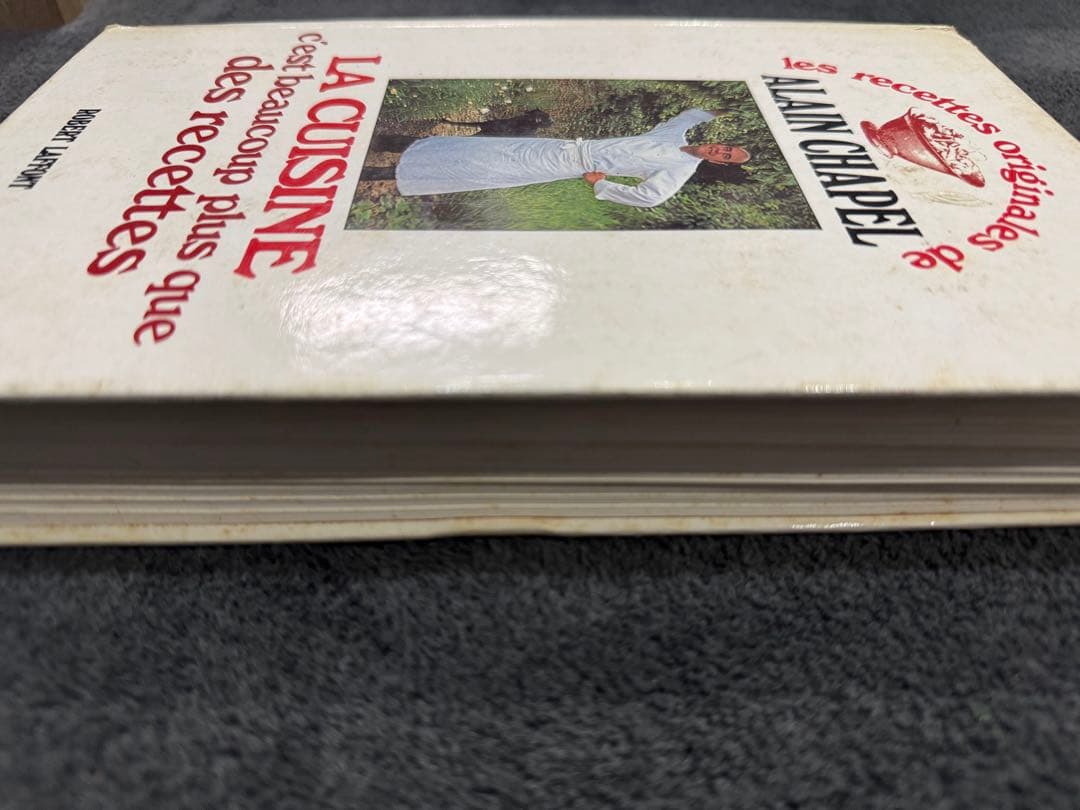 les recettes originales de
ALAIN CHAPEL
LA CUISINE
c'est beaucoup plus que
des recettes
ROBERT LAFFONT